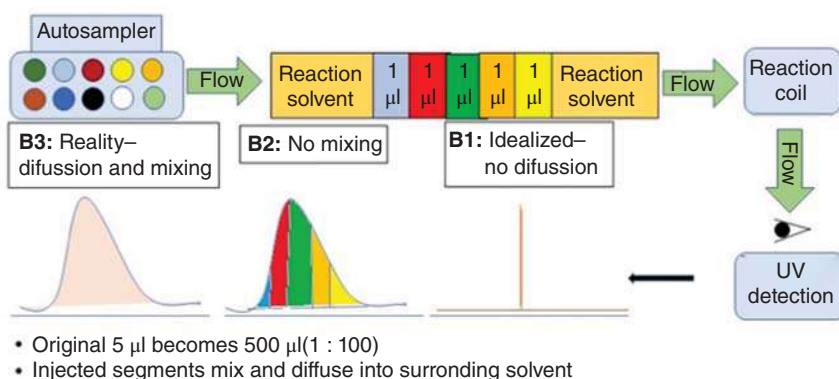 Autosampler
Flow
Reaction
solvent
1
μl
1
μl
1
μl
1
μl
1
μl
Reaction
solvent
Flow
Reaction
coil
B3: Reality–
difussion and mixing
B2: No mixing
B1: Idealized–
no difussion
Flow
UV
detection
• Original 5 μl becomes 500 μl(1 : 100)
• Injected segments mix and diffuse into surronding solvent